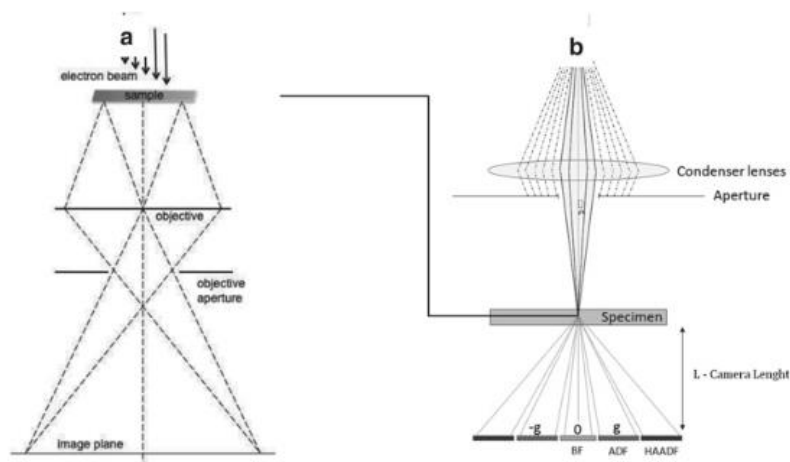 a
electron beam
sample
objective
objective
aperture
image plane
b
Condenser lenses
Aperture
Specimen
L - Camera Lenght
-g 0 g
BF ADF HAADF